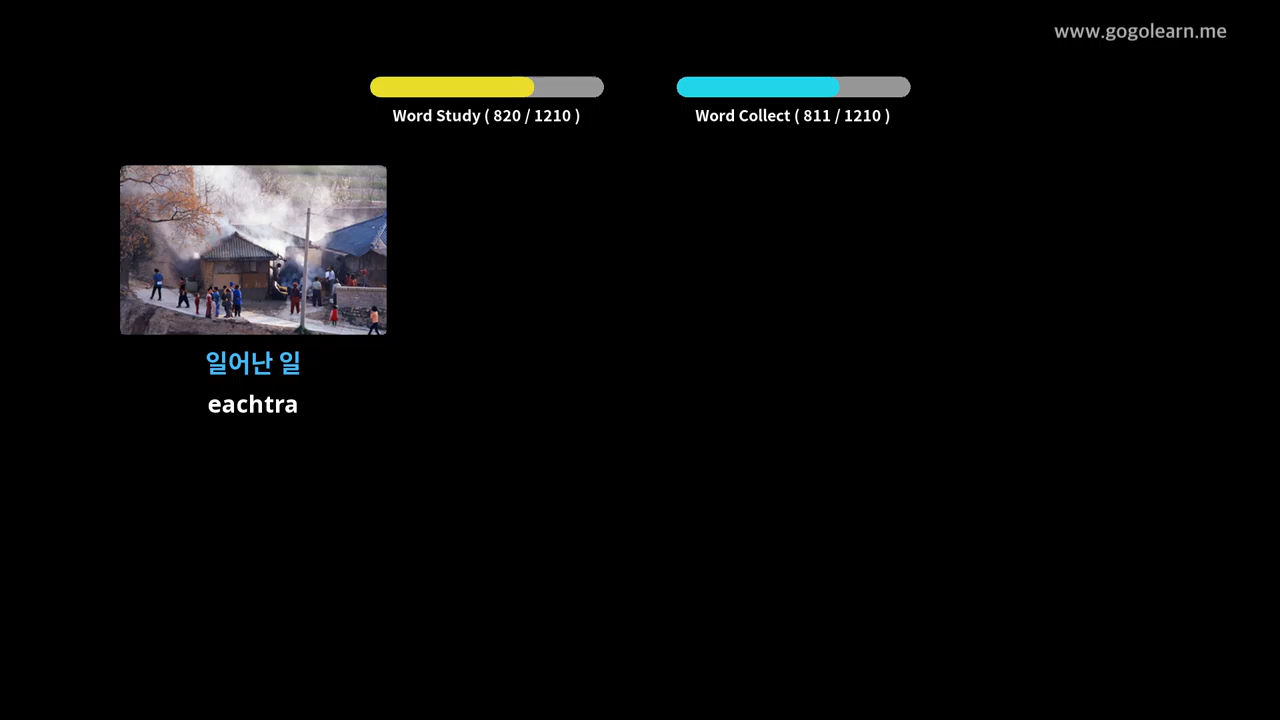 www.gogolearn.me
Word Study ( 820 / 1210 )
Word Collect ( 811 / 1210 )
일어난 일
eachtra